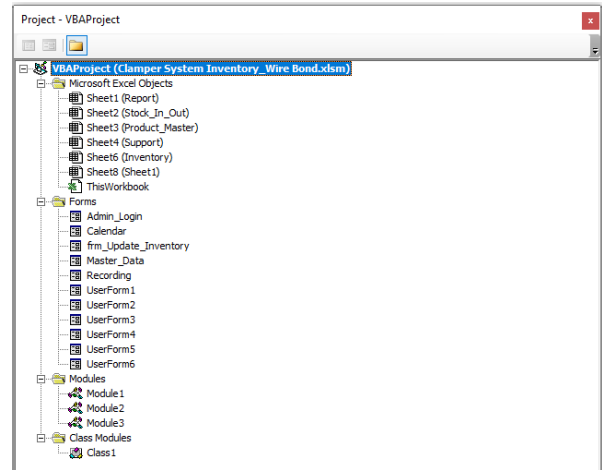 Project - VBAProject
VBAProject (Clamper System Inventory_Wire Bond.xlsm)
Microsoft Excel Objects
Sheet1 (Report)
Sheet2 (Stock_In_Out)
Sheet3 (Product_Master)
Sheet4 (Support)
Sheet6 (Inventory)
Sheet8 (Sheet1)
ThisWorkbook
Forms
Admin_Login
Calendar
frm_Update_Inventory
Master_Data
Recording
UserForm1
UserForm2
UserForm3
UserForm4
UserForm5
UserForm6
Modules
Module1
Module2
Module3
Class Modules
Class1